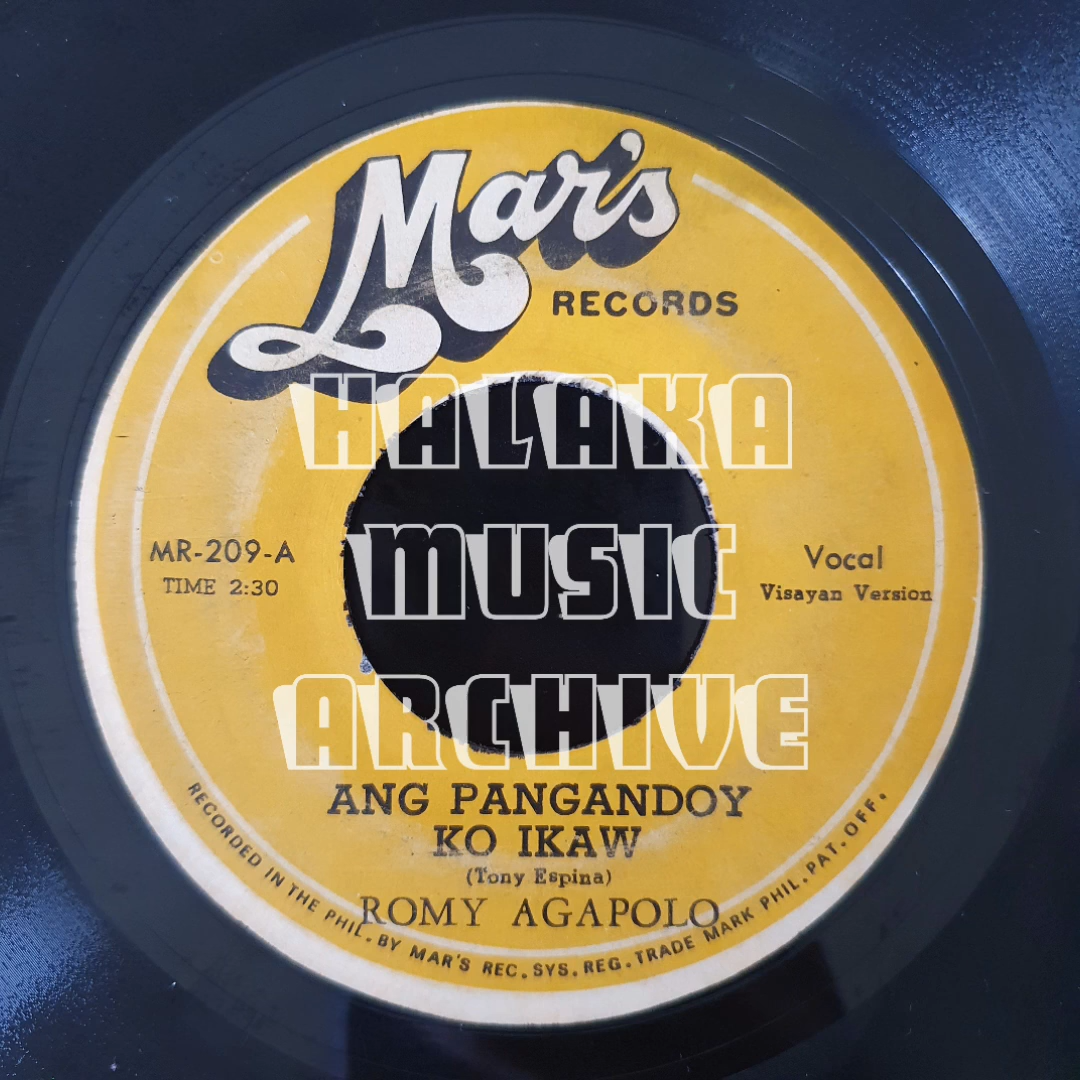 Mar's
RECORDS
HALAKA
MUSIC
ARCHIVE
MR-209-A
TIME 2:30
Vocal
Visayan Version
ANG PANGANDOY
KO IKAW
(Tony Espina)
ROMY AGAPOLO
RECORDED IN THE PHIL. BY MAR'S REC. SYS. REG. TRADE MARK PHIL. PAT. OFF.